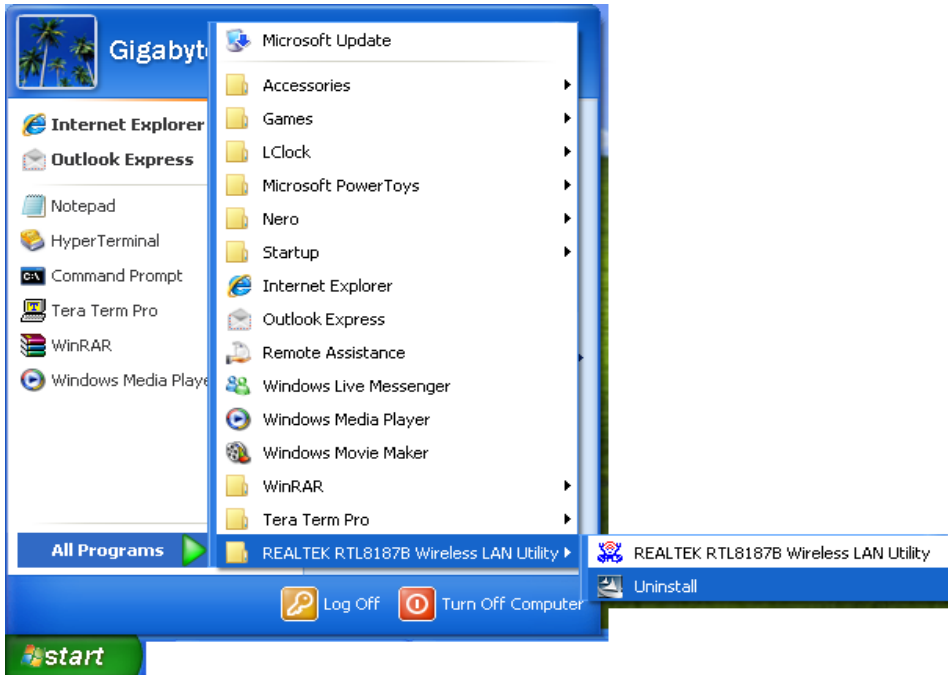 Gigabyt
Internet Explorer
Outlook Express
Notepad
HyperTerminal
Command Prompt
Tera Term Pro
WinRAR
Windows Media Playe
All Programs
Microsoft Update
Accessories
Games
LClock
Microsoft PowerToys
Nero
Startup
Internet Explorer
Outlook Express
Remote Assistance
Windows Live Messenger
Windows Media Player
Windows Movie Maker
WinRAR
Tera Term Pro
REALTEK RTL8187B Wireless LAN Utility
REALTEK RTL8187B Wireless LAN Utility
Uninstall
Log Off
Turn Off Computer
start